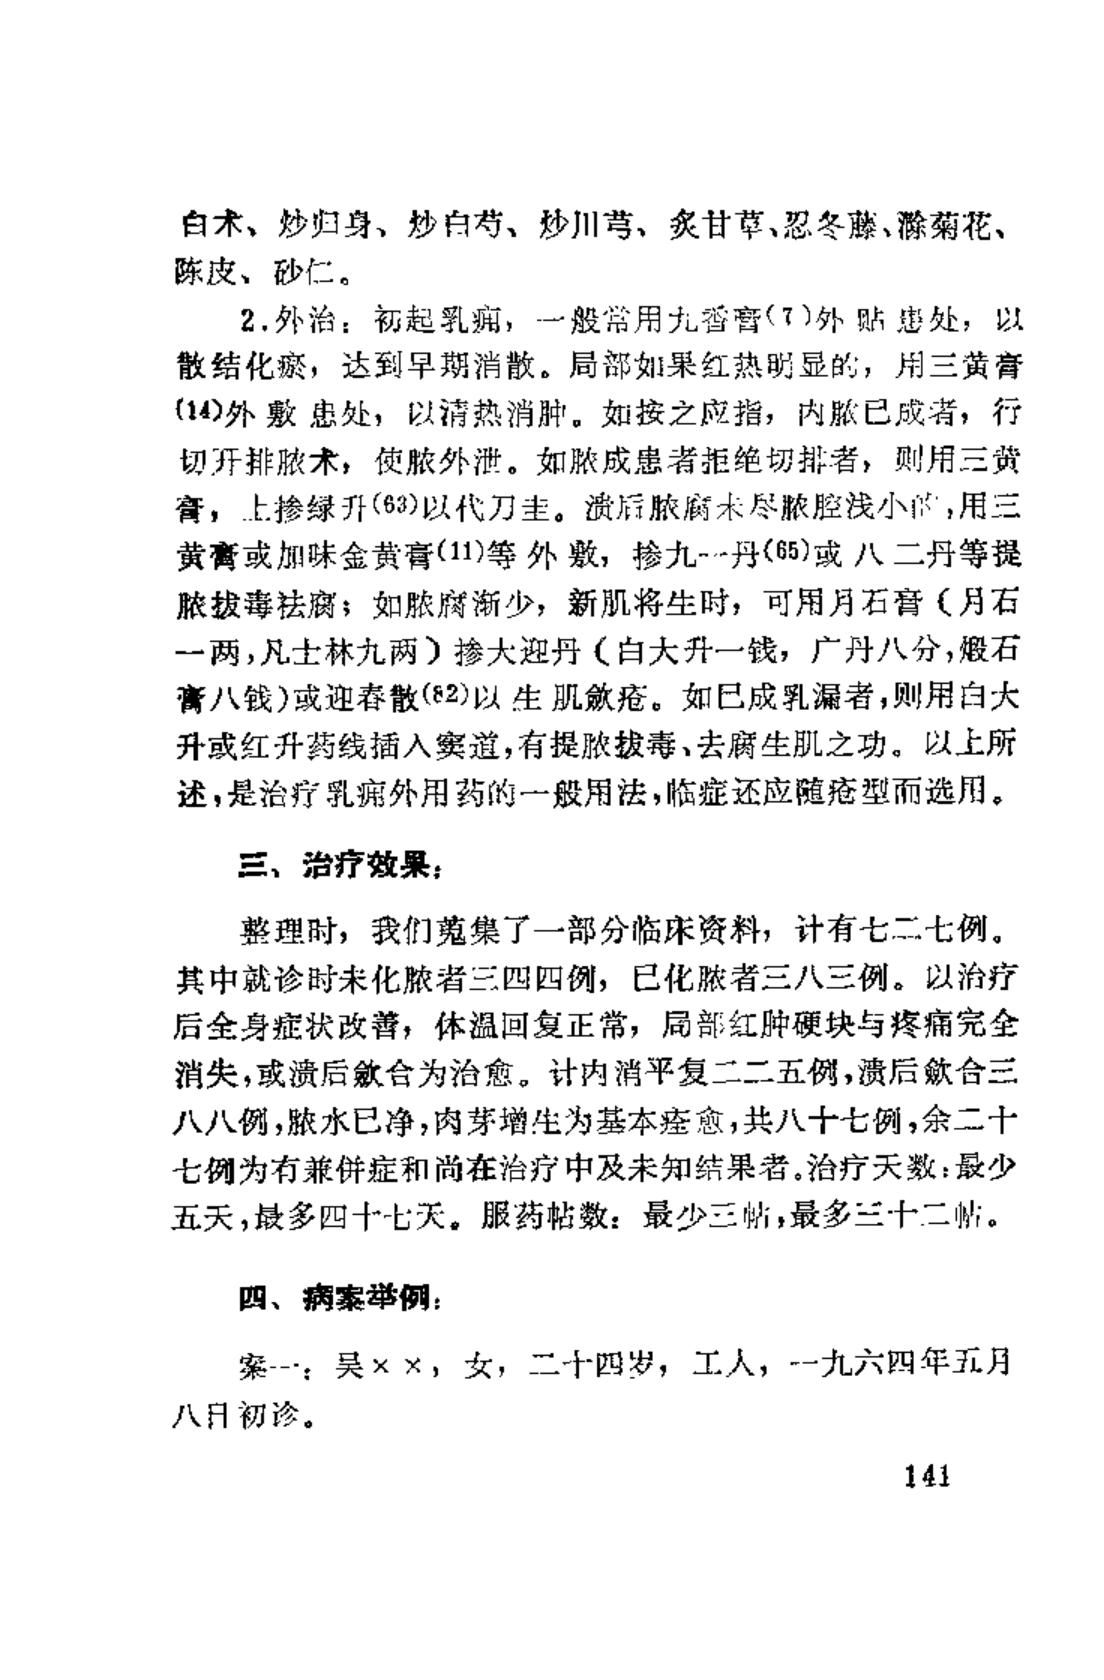 白术、炒归身、炒白芍、炒川芎、炙甘草、忍冬藤、滁菊花、
陈皮、砂仁。
2.外治：初起乳痈，一般常用九香膏(7)外贴患处，以
散结化瘀，达到早期消散。局部如果红热明显的，用三黄膏
(14)外敷患处，以清热消肿。如按之应指，内脓已成者，行
切开排脓术，使脓外泄。如脓成患者拒绝切排者，则用三黄
膏，上掺绿升(63)以代刀圭。溃后脓腐未尽脓腔浅小的，用三
黄膏或加味金黄膏(11)等外敷，掺九一丹(65)或八二丹等提
脓拔毒祛腐；如脓腐渐少，新肌将生时，可用月石膏（月石
一两，凡士林九两）掺大迎丹（白大升一钱，广丹八分，煅石
膏八钱）或迎春散(82)以生肌敛疮。如已成乳漏者，则用白大
升或红升药线插入窦道，有提脓拔毒、去腐生肌之功。以上所
述，是治疗乳痈外用药的一般用法，临症还应随疮型而选用。
三、治疗效果：
整理时，我们蒐集了一部分临床资料，计有七二七例。
其中就诊时未化脓者三四四例，已化脓者三八三例。以治疗
后全身症状改善，体温回复正常，局部红肿硬块与疼痛完全
消失，或溃后敛合为治愈。计内消平复二二五例，溃后敛合三
八八例，脓水已净，肉芽增生为基本痊愈，共八十七例，余二十
七例为有兼併症和尚在治疗中及未知结果者。治疗天数：最少
五天，最多四十七天。服药帖数：最少三帖，最多三十二帖。
四、病案举例：
案一：吴××，女，二十四岁，工人，一九六四年五月
八日初诊。
141